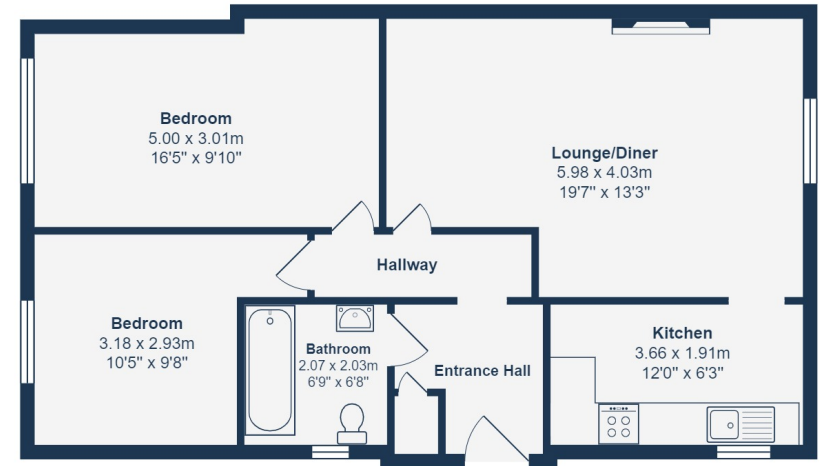 Bedroom
5.00 x 3.01m
16'5" x 9'10"
Lounge/Diner
5.98 x 4.03m
19'7" x 13'3"
Hallway
Bedroom
3.18 x 2.93m
10'5" x 9'8"
Bathroom
2.07 x 2.03m
6'9" x 6'8"
Entrance Hall
Kitchen
3.66 x 1.91m
12'0" x 6'3"